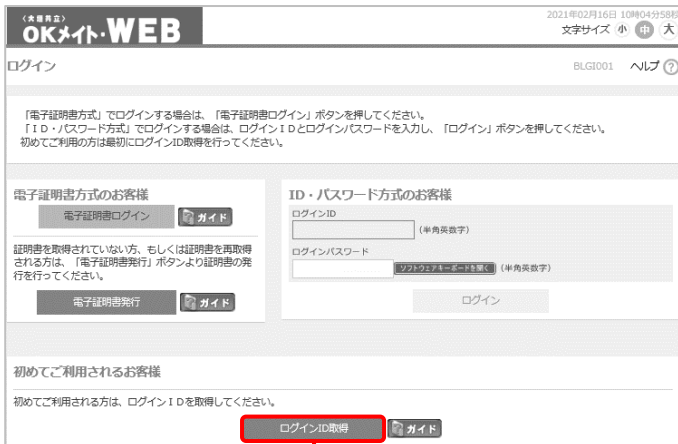 〈大垣共立〉
OKメイト・WEB
2021年02月16日 10時04分58秒
文字サイズ 小 中 大
ログイン
BLGI001 ヘルプ ?
「電子証明書方式」でログインする場合は、「電子証明書ログイン」ボタンを押してください。
「ＩＤ・パスワード方式」でログインする場合は、ログインＩＤとログインパスワードを入力し、「ログイン」ボタンを押してください。
初めてご利用の方は最初にログインID取得を行ってください。
電子証明書方式のお客様
電子証明書ログイン ガイド
証明書を取得されていない方、もしくは証明書を再取得
される方は、「電子証明書発行」ボタンより証明書の発
行を行ってください。
電子証明書発行 ガイド
ID・パスワード方式のお客様
ログインID
(半角英数字)
ログインパスワード
ソフトウェアキーボードを開く (半角英数字)
ログイン
初めてご利用されるお客様
初めてご利用される方は、ログインＩＤを取得してください。
ログインID取得 ガイド